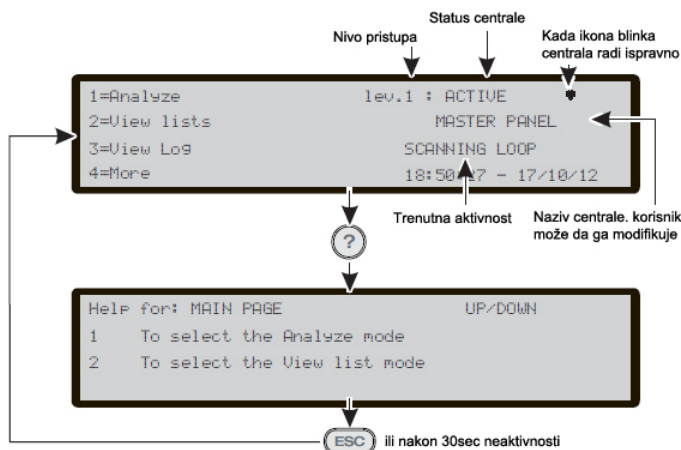 Status centrale
Nivo pristupa
Kada ikona blinka
centrala radi ispravno
1=Analyze lev.1 : ACTIVE
2=View lists MASTER PANEL
3=View Log SCANNING LOOP
4=More 18:50:27 - 17/10/12
Trenutna aktivnost
Naziv centrale. korisnik
može da ga modifikuje
?
Help for: MAIN PAGE UP/DOWN
1 To select the Analyze mode
2 To select the View list mode
ESC ili nakon 30sec neaktivnosti